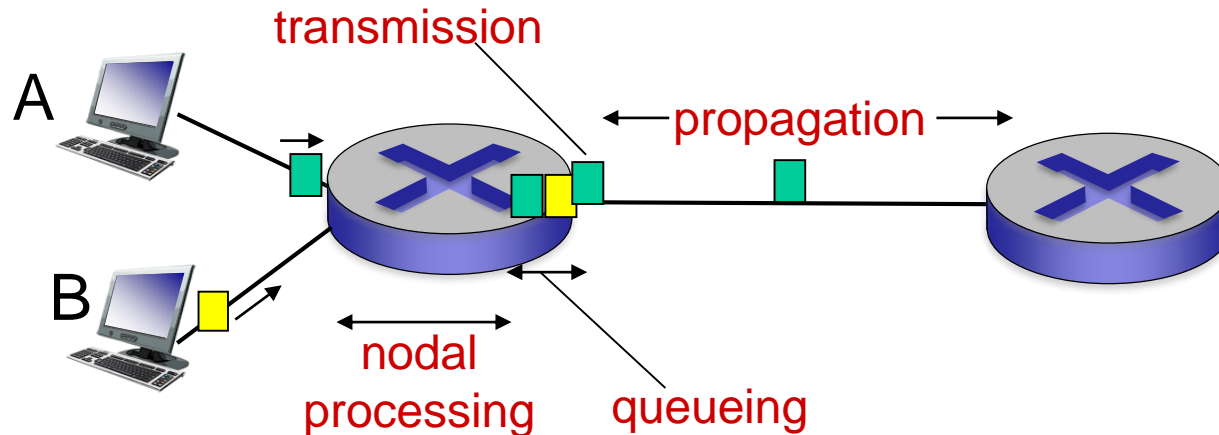 transmission
A
propagation
B
nodal
processing
queueing